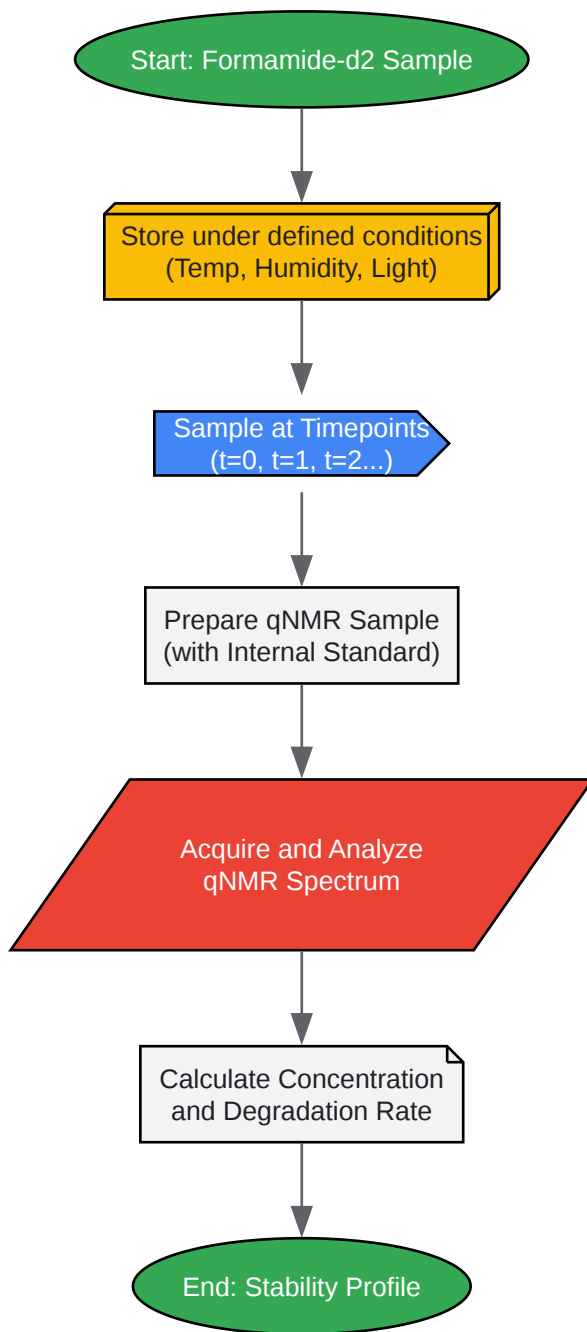 Start: Formamide-d2 Sample
Store under defined conditions
(Temp, Humidity, Light)
Sample at Timepoints
(t=0, t=1, t=2...)
Prepare qNMR Sample
(with Internal Standard)
Acquire and Analyze
qNMR Spectrum
Calculate Concentration
and Degradation Rate
End: Stability Profile